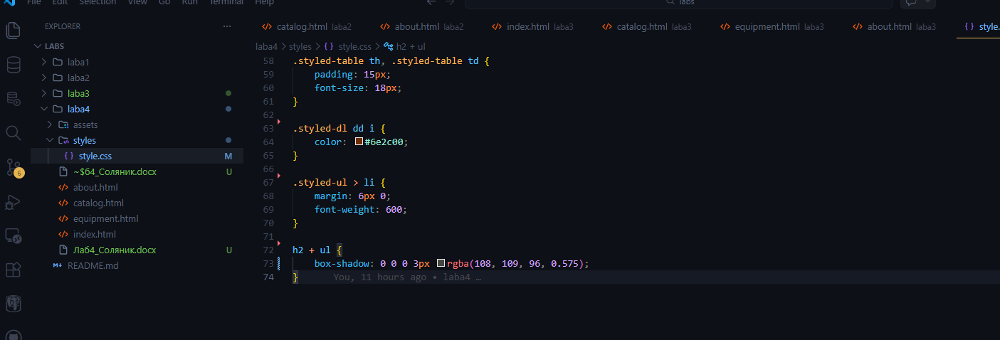 File Edit Selection View Go Run Terminal Help
labs
EXPLORER
catalog.html laba2
about.html laba2
index.html laba3
catalog.html laba3
equipment.html laba3
about.html laba3
style.
LABS
laba1
laba2
laba3
laba4
assets
styles
style.css M
~$б4_Соляник.docx U
about.html
catalog.html
equipment.html
index.html
Лаб4_Соляник.docx U
README.md
6
laba4 > styles > { } style.css > h2 + ul
58 .styled-table th, .styled-table td {
59 padding: 15px;
60 font-size: 18px;
61 }
62
63 .styled-dl dd i {
64 color: #6e2c00;
65 }
66
67 .styled-ul > li {
68 margin: 6px 0;
69 font-weight: 600;
70 }
71
72 h2 + ul {
73 box-shadow: 0 0 0 3px rgba(108, 109, 96, 0.575);
74 } You, 11 hours ago • laba4 …